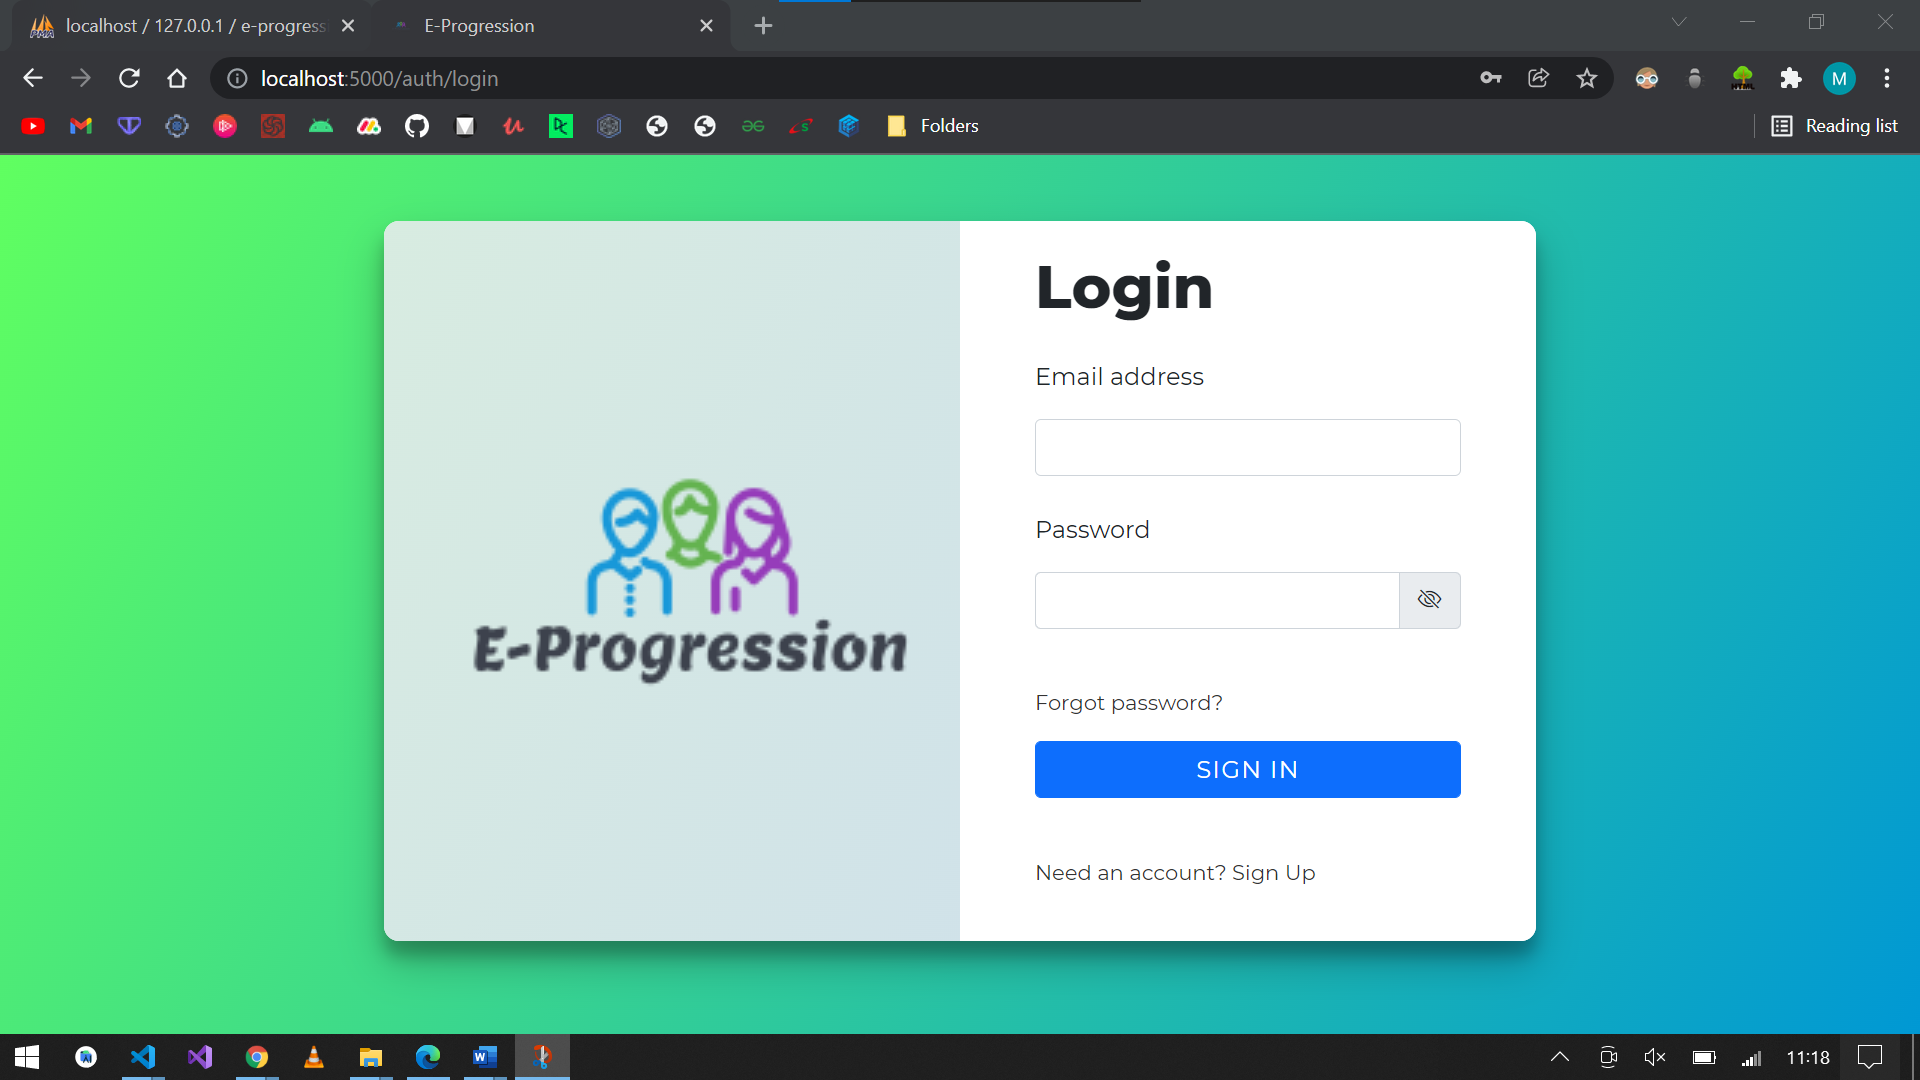 localhost / 127.0.0.1 / e-progress
E-Progression
localhost:5000/auth/login
M
Folders
Reading list
Login
Email address
Password
Forgot password?
SIGN IN
Need an account? Sign Up
E-Progression
11:18